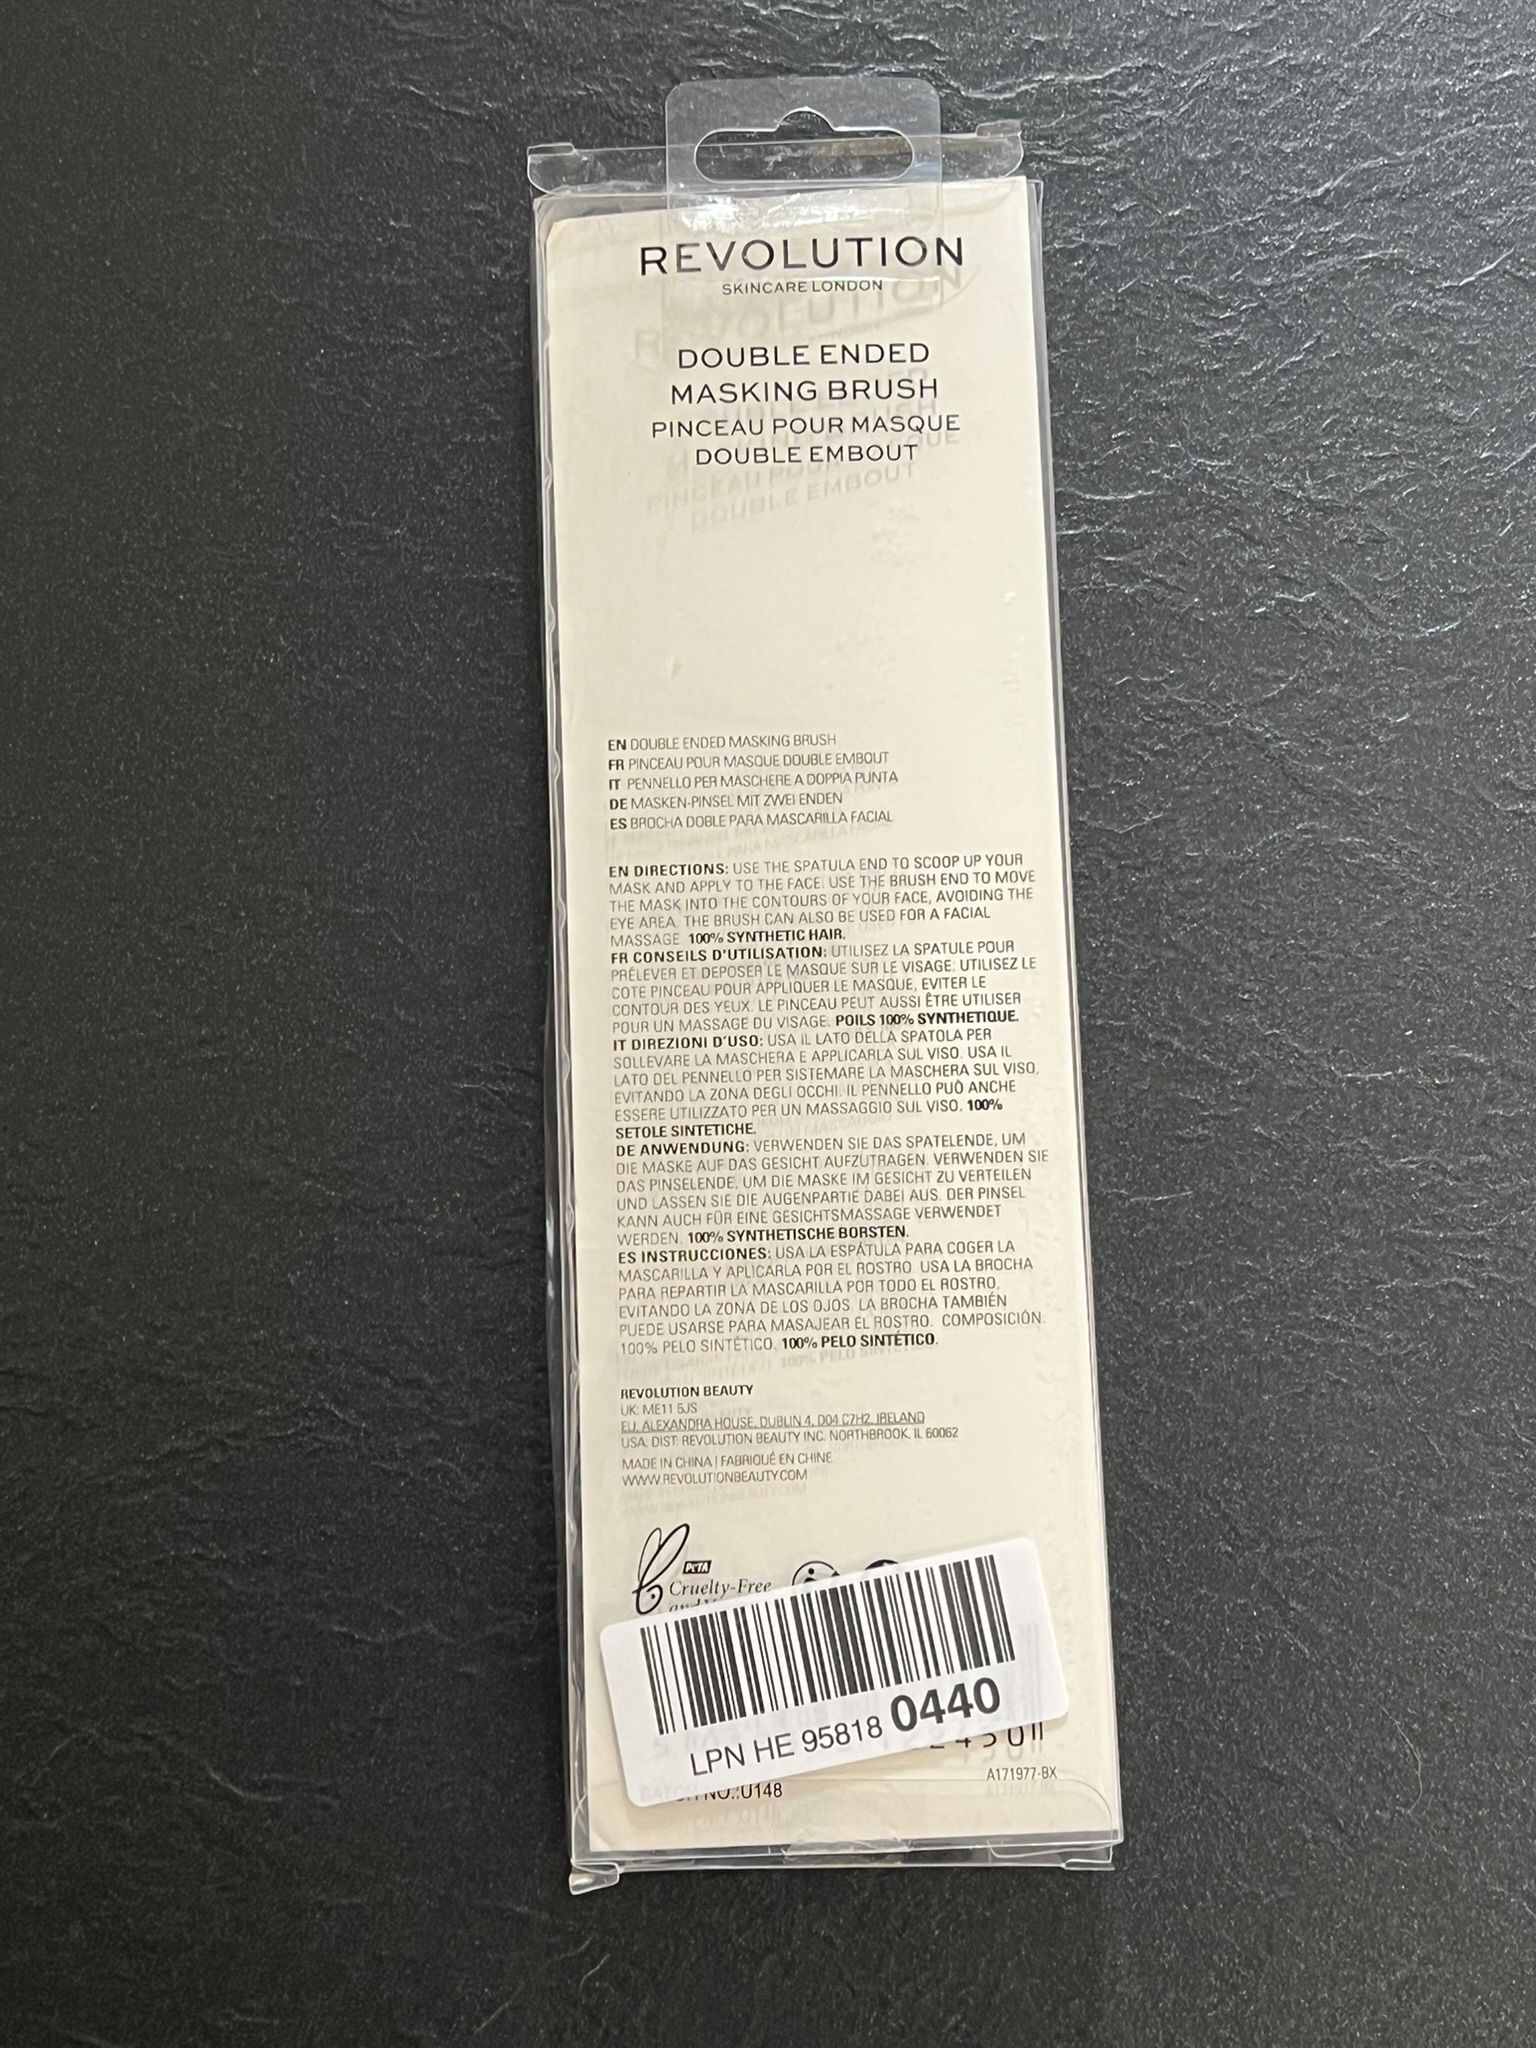 REVOLUTION
SKINCARE LONDON
DOUBLE ENDED
MASKING BRUSH
PINCEAU POUR MASQUE
DOUBLE EMBOUT
EN DOUBLE ENDED MASKING BRUSH
FR PINCEAU POUR MASQUE DOUBLE EMBOUT
IT PENNELLO PER MASCHERE A DOPPIA PUNTA
DE MASKEN-PINSEL MIT ZWEI ENDEN
ES BROCHA DOBLE PARA MASCARILLA FACIAL
EN DIRECTIONS: USE THE SPATULA END TO SCOOP UP YOUR
MASK AND APPLY TO THE FACE. USE THE BRUSH END TO MOVE
THE MASK INTO THE CONTOURS OF YOUR FACE, AVOIDING THE
EYE AREA. THE BRUSH CAN ALSO BE USED FOR A FACIAL
MASSAGE. 100% SYNTHETIC HAIR.
FR CONSEILS D'UTILISATION: UTILISEZ LA SPATULE POUR
PRÉLEVER ET DEPOSER LE MASQUE SUR LE VISAGE. UTILISEZ LE
COTE PINCEAU POUR APPLIQUER LE MASQUE, EVITER LE
CONTOUR DES YEUX. LE PINCEAU PEUT AUSSI ÊTRE UTILISER
POUR UN MASSAGE DU VISAGE. POILS 100% SYNTHETIQUE.
IT DIREZIONI D'USO: USA IL LATO DELLA SPATOLA PER
SOLLEVARE LA MASCHERA E APPLICARLA SUL VISO. USA IL
LATO DEL PENNELLO PER SISTEMARE LA MASCHERA SUL VISO,
EVITANDO LA ZONA DEGLI OCCHI. IL PENNELLO PUÒ ANCHE
ESSERE UTILIZZATO PER UN MASSAGGIO SUL VISO. 100%
SETOLE SINTETICHE.
DE ANWENDUNG: VERWENDEN SIE DAS SPATELENDE, UM
DIE MASKE AUF DAS GESICHT AUFZUTRAGEN. VERWENDEN SIE
DAS PINSELENDE, UM DIE MASKE IM GESICHT ZU VERTEILEN
UND LASSEN SIE DIE AUGENPARTIE DABEI AUS. DER PINSEL
KANN AUCH FÜR EINE GESICHTSMASSAGE VERWENDET
WERDEN. 100% SYNTHETISCHE BORSTEN.
ES INSTRUCCIONES: USA LA ESPÁTULA PARA COGER LA
MASCARILLA Y APLICARLA POR EL ROSTRO. USA LA BROCHA
PARA REPARTIR LA MASCARILLA POR TODO EL ROSTRO,
EVITANDO LA ZONA DE LOS OJOS. LA BROCHA TAMBIÉN
PUEDE USARSE PARA MASAJEAR EL ROSTRO. COMPOSICIÓN:
100% PELO SINTÉTICO. 100% PELO SINTÉTICO.
REVOLUTION BEAUTY
UK: ME11 5JS
EU. ALEXANDRA HOUSE, DUBLIN 4, D04 C7H2, IRELAND
USA. DIST. REVOLUTION BEAUTY INC. NORTHBROOK, IL 60062
MADE IN CHINA | FABRIQUÉ EN CHINE
WWW.REVOLUTIONBEAUTY.COM
PETA
Cruelty-Free
LPN HE 95818 0440
A171977-BX
NO.:U148